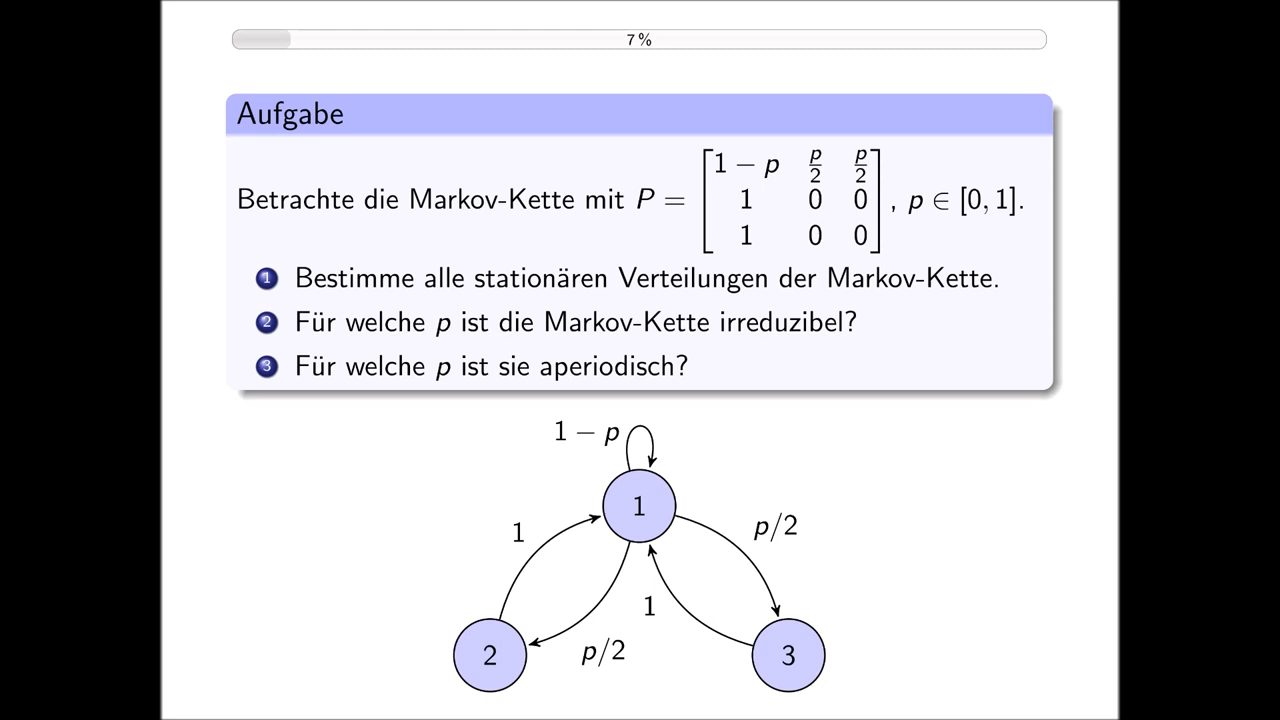 7 %
Aufgabe
Betrachte die Markov-Kette mit P = [1 − p p/2 p/2; 1 0 0; 1 0 0], p ∈ [0, 1].
1 Bestimme alle stationären Verteilungen der Markov-Kette.
2 Für welche p ist die Markov-Kette irreduzibel?
3 Für welche p ist sie aperiodisch?
1 − p
1
1
p/2
1
p/2
2
3